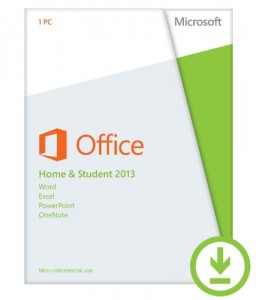 1 PC
Microsoft
Office
Home & Student 2013
Word
Excel
PowerPoint
OneNote
Non-commercial use